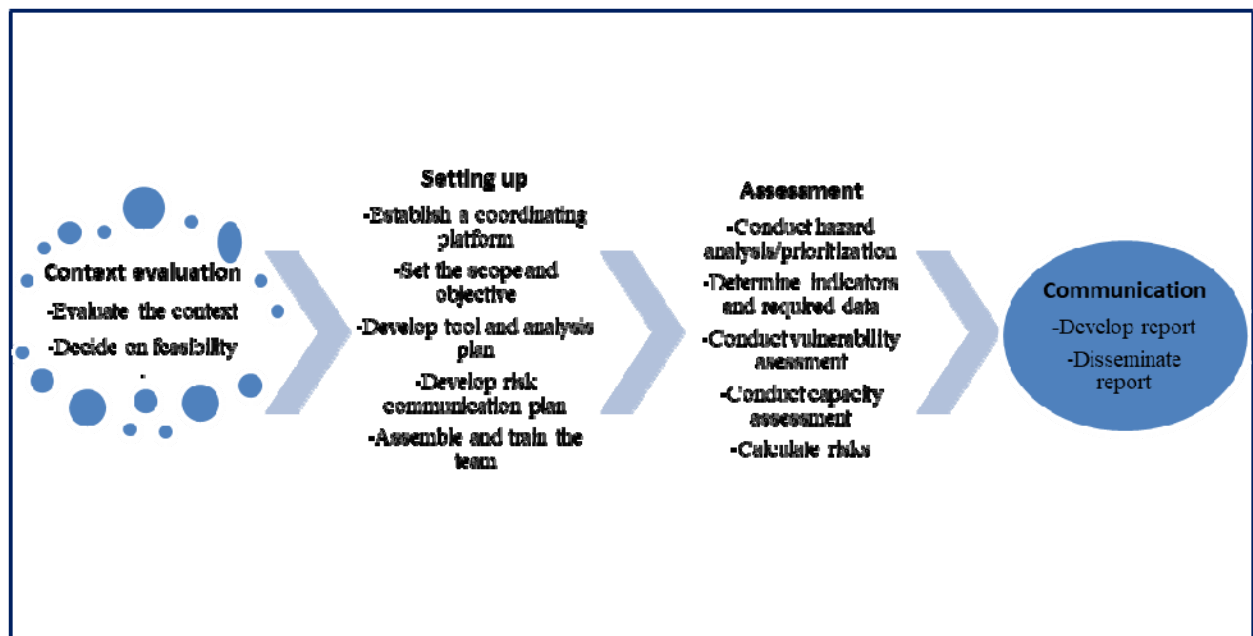 Context evaluation
-Evaluate the context
-Decide on feasibility
.
Setting up
-Establish a coordinating
platform
-Set the scope and
objective
-Develop tool and analysis
plan
-Develop risk
communication plan
-Assemble and train the
team
Assessment
-Conduct hazard
analysis/prioritization
-Determine indicators
and required data
-Conduct vulnerability
asessment
-Conduct capacity
assessment
-Calculate risks
Communication
-Develop report
-Disseminate
report